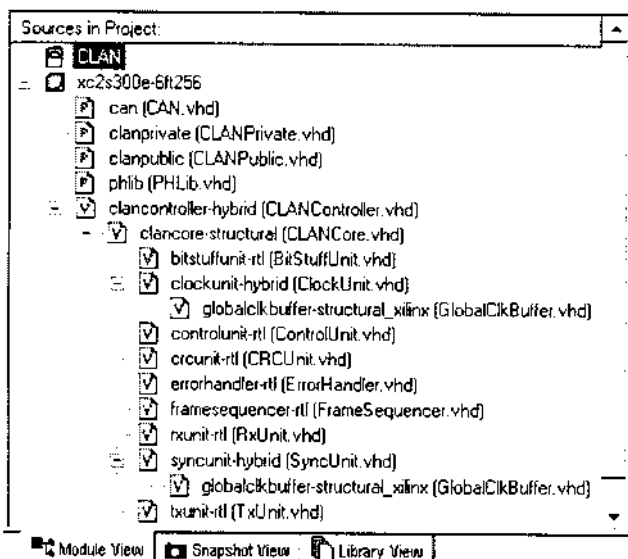 Sources in Project:
CLAN
xc2s300e-6ft256
can (CAN.vhd)
clanprivate (CLANPrivate.vhd)
clanpublic (CLANPublic.vhd)
phlib (PHLib.vhd)
clancontroller-hybrid (CLANController.vhd)
clancore-structural (CLANCore.vhd)
bitstuffunit-rtl (BitStuffUnit.vhd)
clockunit-hybrid (ClockUnit.vhd)
globalclkbuffer-structural_xilinx (GlobalClkBuffer.vhd)
controlunit-rtl (ControlUnit.vhd)
crcunit-rtl (CRCUnit.vhd)
errorhandler-rtl (ErrorHandler.vhd)
framesequencer-rtl (FrameSequencer.vhd)
rxunit-rtl (RxUnit.vhd)
syncunit-hybrid (SyncUnit.vhd)
globalclkbuffer-structural_xilinx (GlobalClkBuffer.vhd)
txunit-rtl (TxUnit.vhd)
Module View Snapshot View Library View